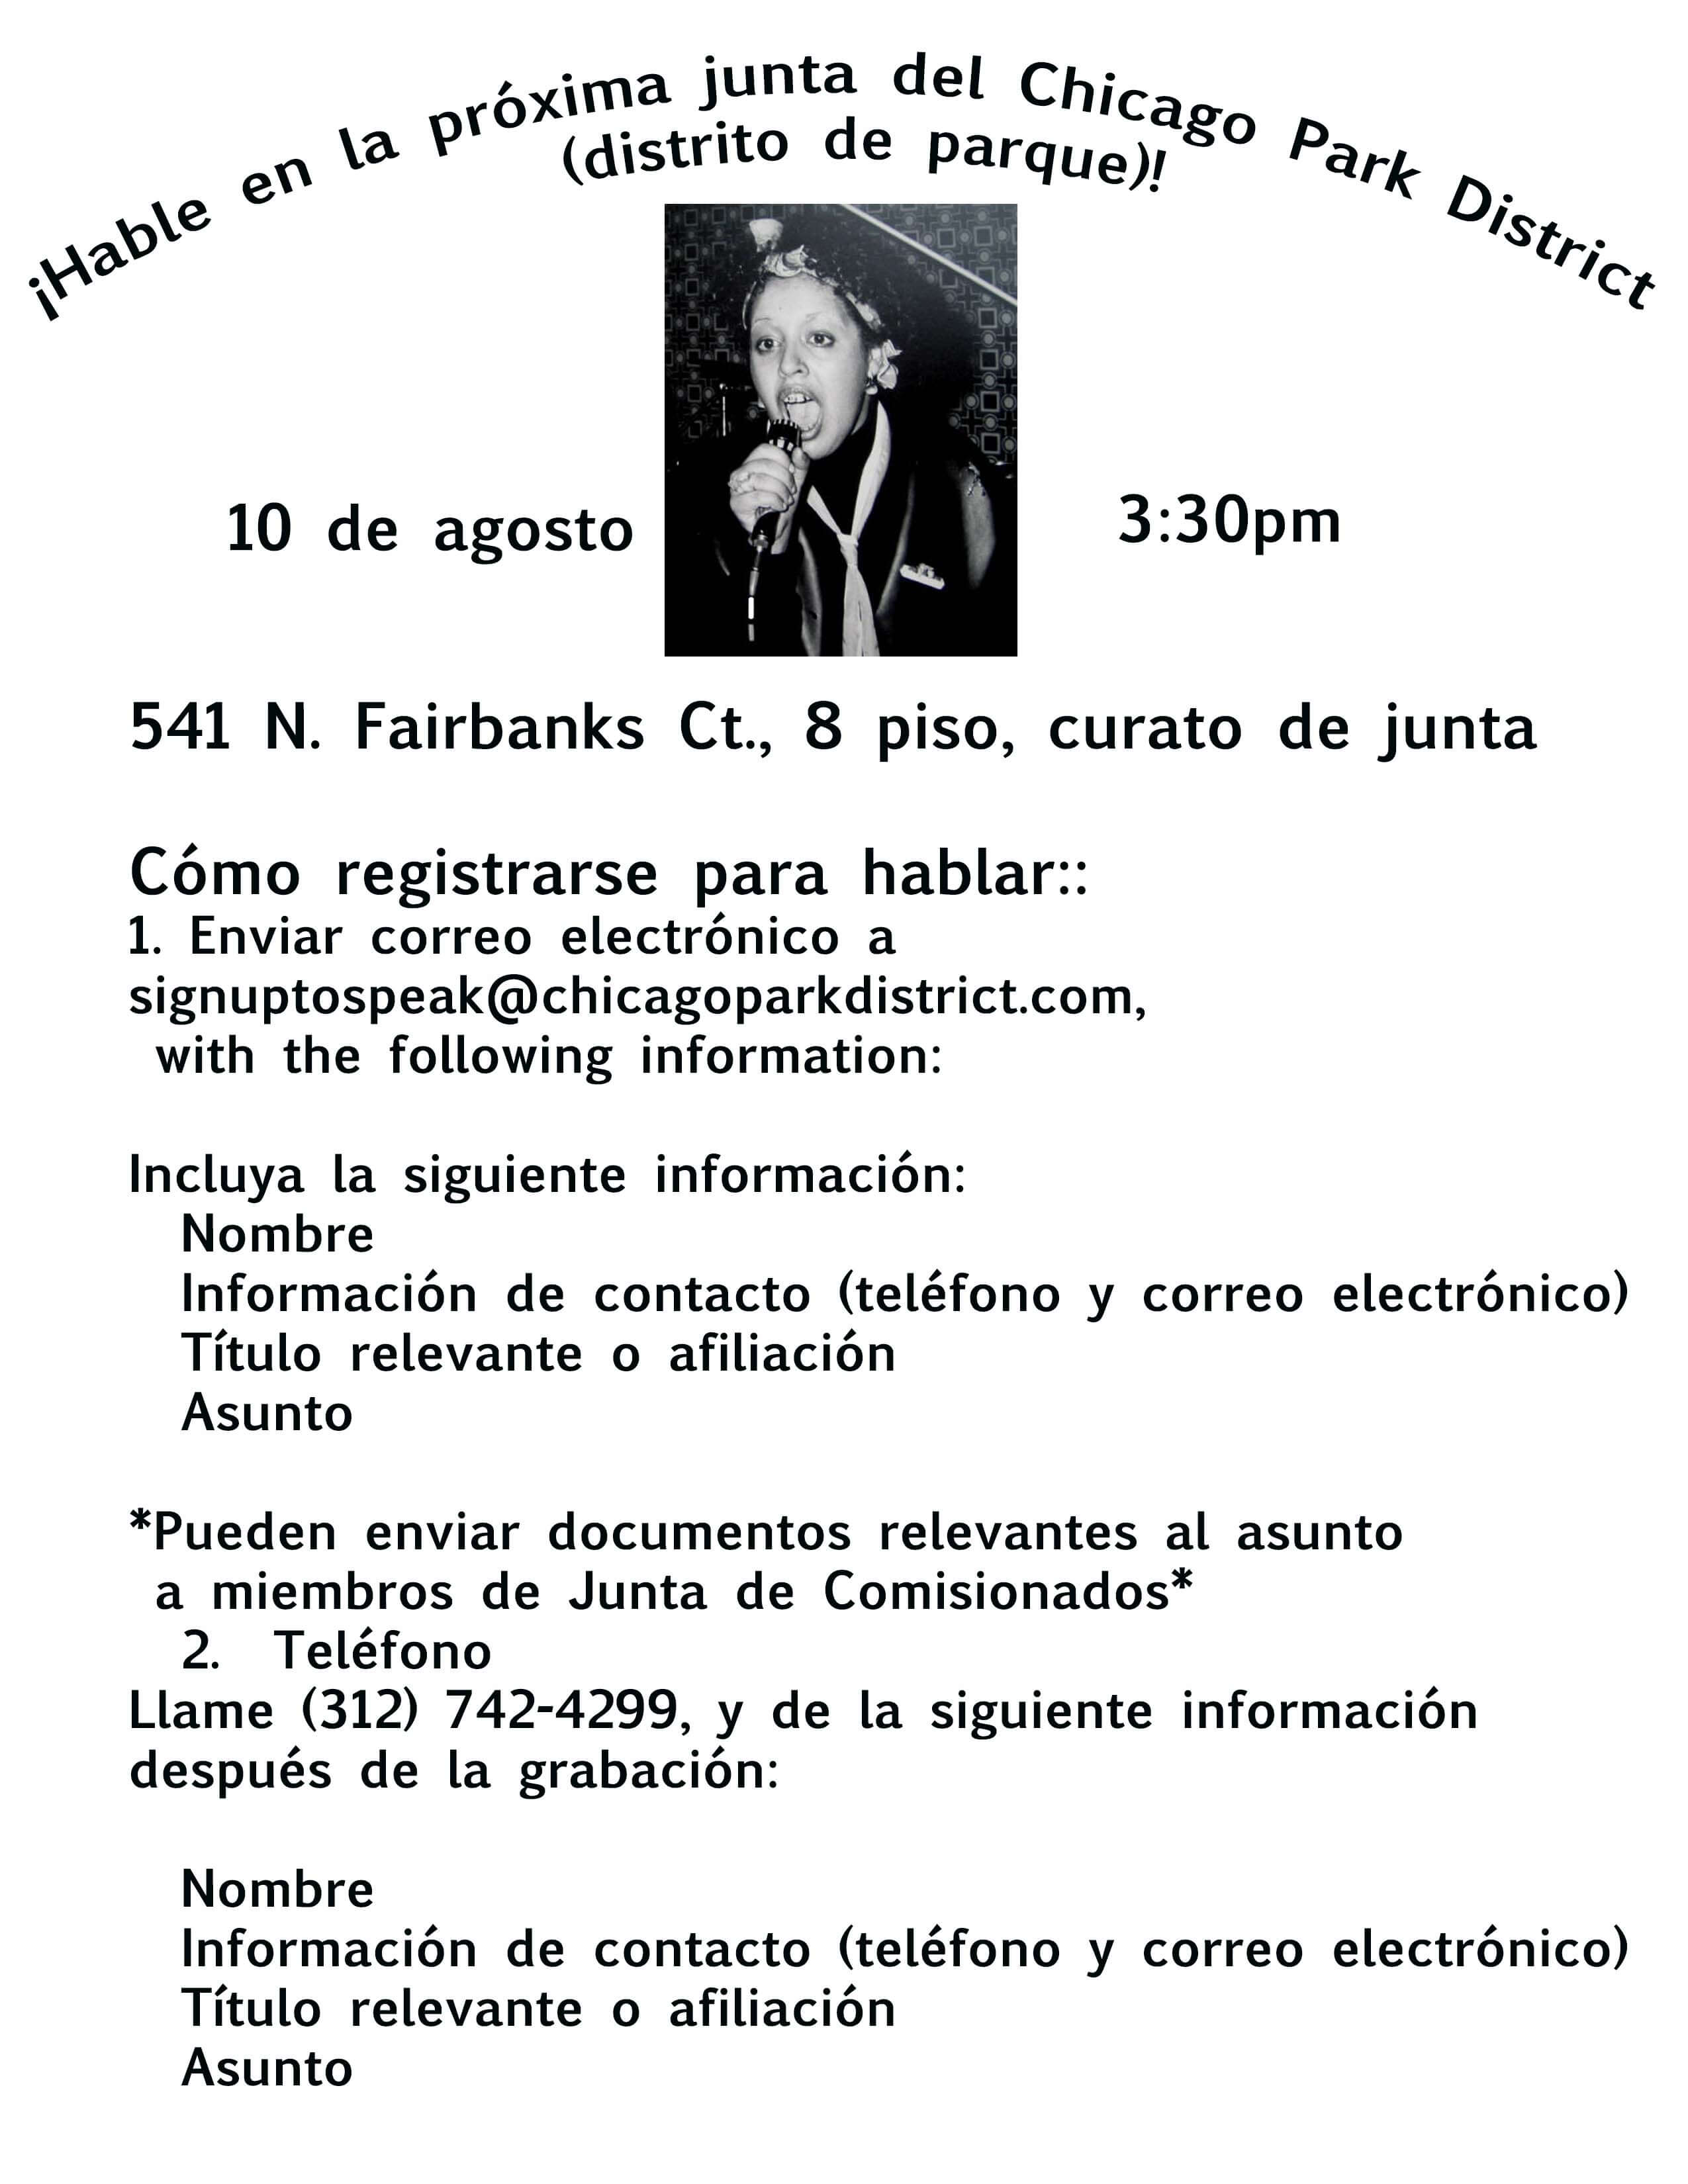 ¡Hable en la próxima junta del Chicago Park District
(distrito de parque)!
10 de agosto
3:30pm
541 N. Fairbanks Ct., 8 piso, curato de junta
Cómo registrarse para hablar::
1. Enviar correo electrónico a
signuptospeak@chicagoparkdistrict.com,
with the following information:
Incluya la siguiente información:
Nombre
Información de contacto (teléfono y correo electrónico)
Título relevante o afiliación
Asunto
*Pueden enviar documentos relevantes al asunto
a miembros de Junta de Comisionados*
2. Teléfono
Llame (312) 742-4299, y de la siguiente información
después de la grabación:
Nombre
Información de contacto (teléfono y correo electrónico)
Título relevante o afiliación
Asunto